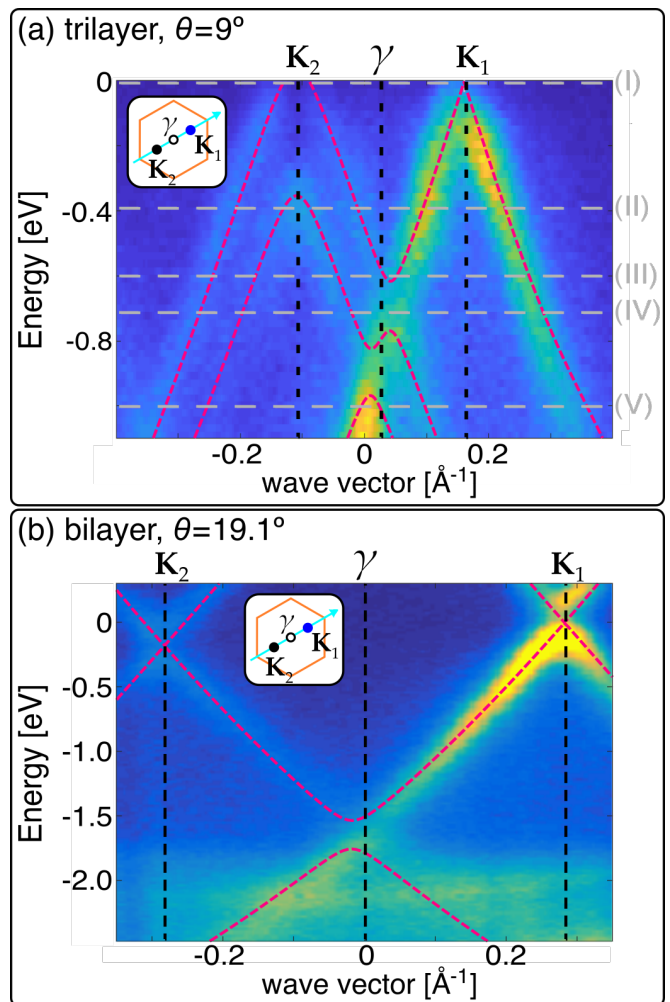 (a) trilayer, θ=9º
K₂ γ K₁
0 (I)
γ
K₁
K₂
-0.4 (II)
(III)
(IV)
-0.8
(V)
Energy [eV]
-0.2 0 0.2
wave vector [Å⁻¹]
(b) bilayer, θ=19.1º
K₂ γ K₁
0
γ
K₁
K₂
-0.5
-1.0
-1.5
-2.0
Energy [eV]
-0.2 0 0.2
wave vector [Å⁻¹]